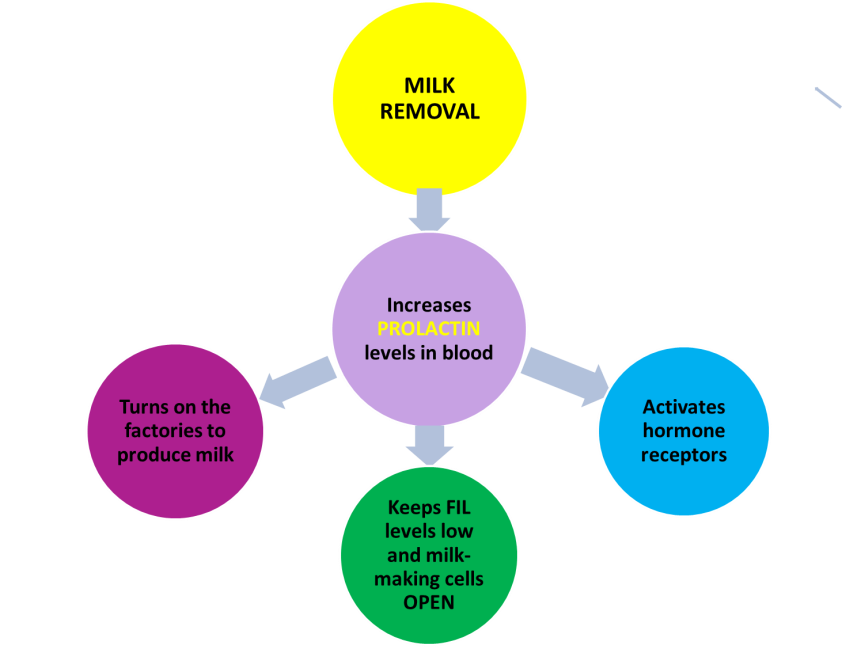 MILK
REMOVAL
Increases
PROLACTIN
levels in blood
Turns on the
factories to
produce milk
Activates
hormone
receptors
Keeps FIL
levels low
and milk-
making cells
OPEN